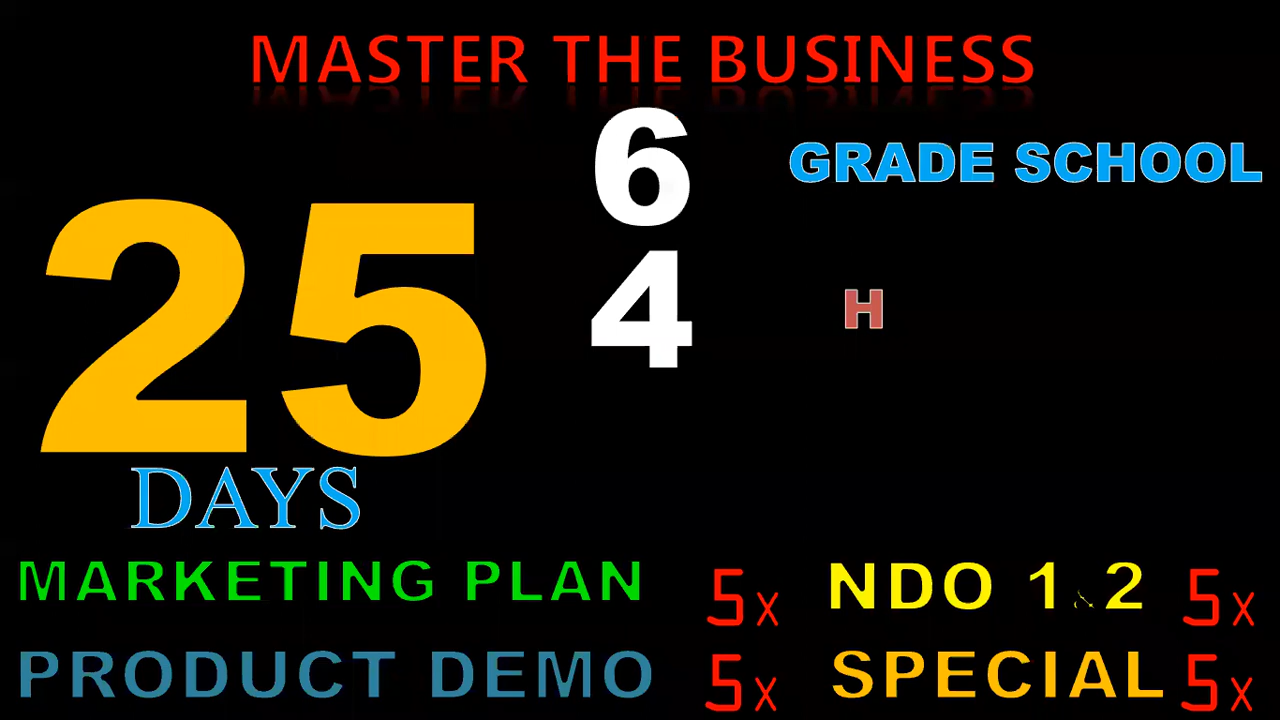 MASTER THE BUSINESS
6 GRADE SCHOOL
25
4 H
DAYS
MARKETING PLAN 5x NDO 1 2 5x
PRODUCT DEMO 5x SPECIAL 5x